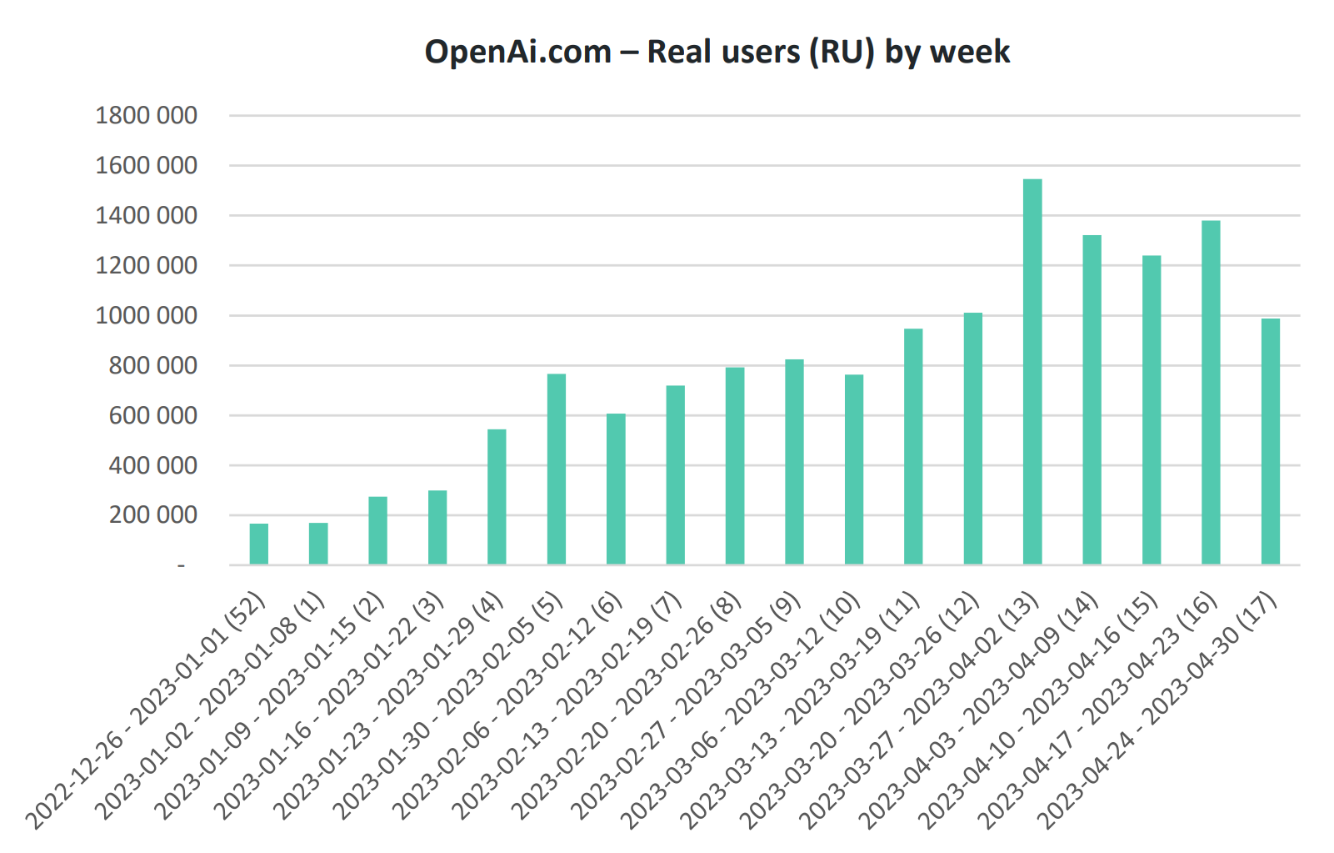 OpenAi.com – Real users (RU) by week
1800 000
1600 000
1400 000
1200 000
1000 000
800 000
600 000
400 000
200 000
-
2022-12-26 - 2023-01-01 (52)
2023-01-02 - 2023-01-08 (1)
2023-01-09 - 2023-01-15 (2)
2023-01-16 - 2023-01-22 (3)
2023-01-23 - 2023-01-29 (4)
2023-01-30 - 2023-02-05 (5)
2023-02-06 - 2023-02-12 (6)
2023-02-13 - 2023-02-19 (7)
2023-02-20 - 2023-02-26 (8)
2023-02-27 - 2023-03-05 (9)
2023-03-06 - 2023-03-12 (10)
2023-03-13 - 2023-03-19 (11)
2023-03-20 - 2023-03-26 (12)
2023-03-27 - 2023-04-02 (13)
2023-04-03 - 2023-04-09 (14)
2023-04-10 - 2023-04-16 (15)
2023-04-17 - 2023-04-23 (16)
2023-04-24 - 2023-04-30 (17)